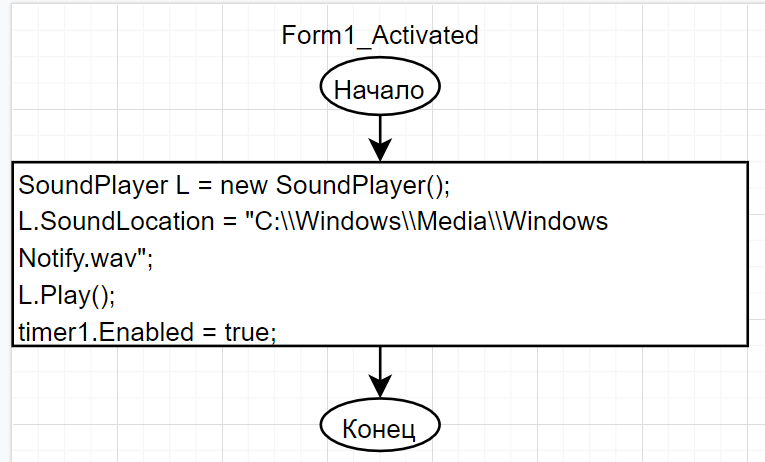 Form1_Activated
Начало
SoundPlayer L = new SoundPlayer();
L.SoundLocation = "C:\\Windows\\Media\\Windows
Notify.wav";
L.Play();
timer1.Enabled = true;
Конец